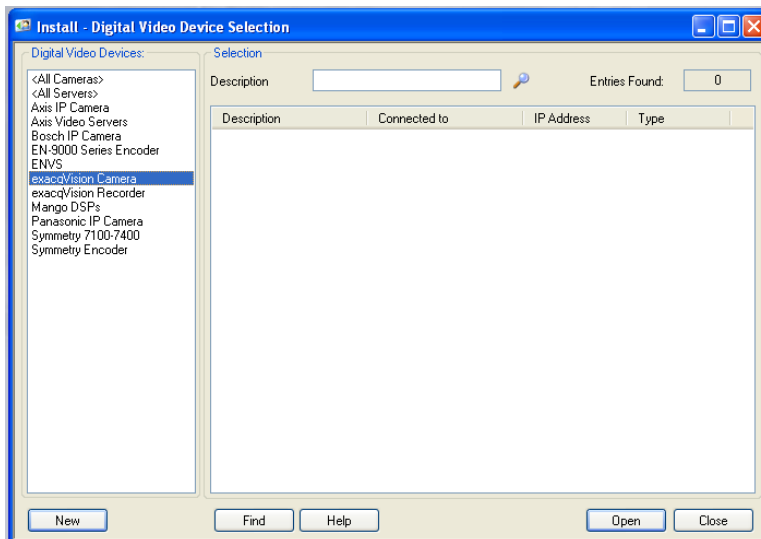 Install - Digital Video Device Selection
Digital Video Devices:
<All Cameras>
<All Servers>
Axis IP Camera
Axis Video Servers
Bosch IP Camera
EN-9000 Series Encoder
ENVS
exacqVision Camera
exacqVision Recorder
Mango DSPs
Panasonic IP Camera
Symmetry 7100-7400
Symmetry Encoder
Selection
Description
Entries Found: 0
Description Connected to IP Address Type
New Find Help Open Close